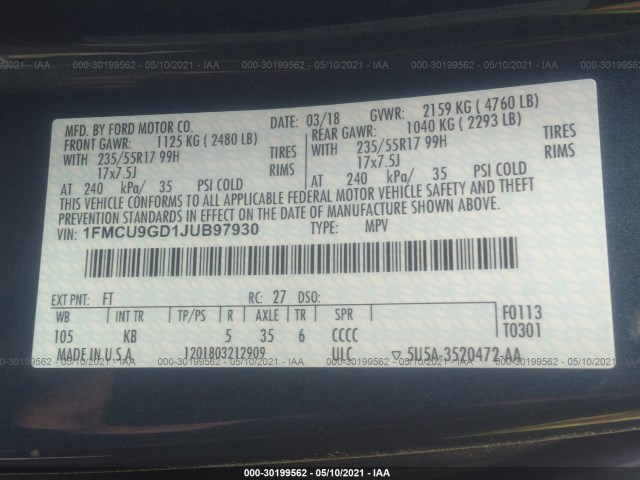 000-30199562 - 05/10/2021 - IAA
MFD. BY FORD MOTOR CO.
DATE: 03/18
GVWR: 2159 KG ( 4760 LB)
FRONT GAWR: 1125 KG ( 2480 LB)
REAR GAWR: 1040 KG ( 2293 LB)
WITH 235/55R17 99H TIRES
WITH 235/55R17 99H TIRES
17x7.5J RIMS
17x7.5J RIMS
AT 240 kPa/ 35 PSI COLD
AT 240 kPa/ 35 PSI COLD
THIS VEHICLE CONFORMS TO ALL APPLICABLE FEDERAL MOTOR VEHICLE SAFETY AND THEFT
PREVENTION STANDARDS IN EFFECT ON THE DATE OF MANUFACTURE SHOWN ABOVE.
VIN: 1FMCU9GD1JUB97930
TYPE: MPV
EXT PNT: FT RC: 27 DSO:
WB INT TR TP/PS R AXLE TR SPR
F0113
105 KB 5 35 6 CCCC
T0301
MADE IN U.S.A. 1201803212909 ULC ▽ 5U5A-3520472-AA
000-30199562 - 05/10/2021 - IAA